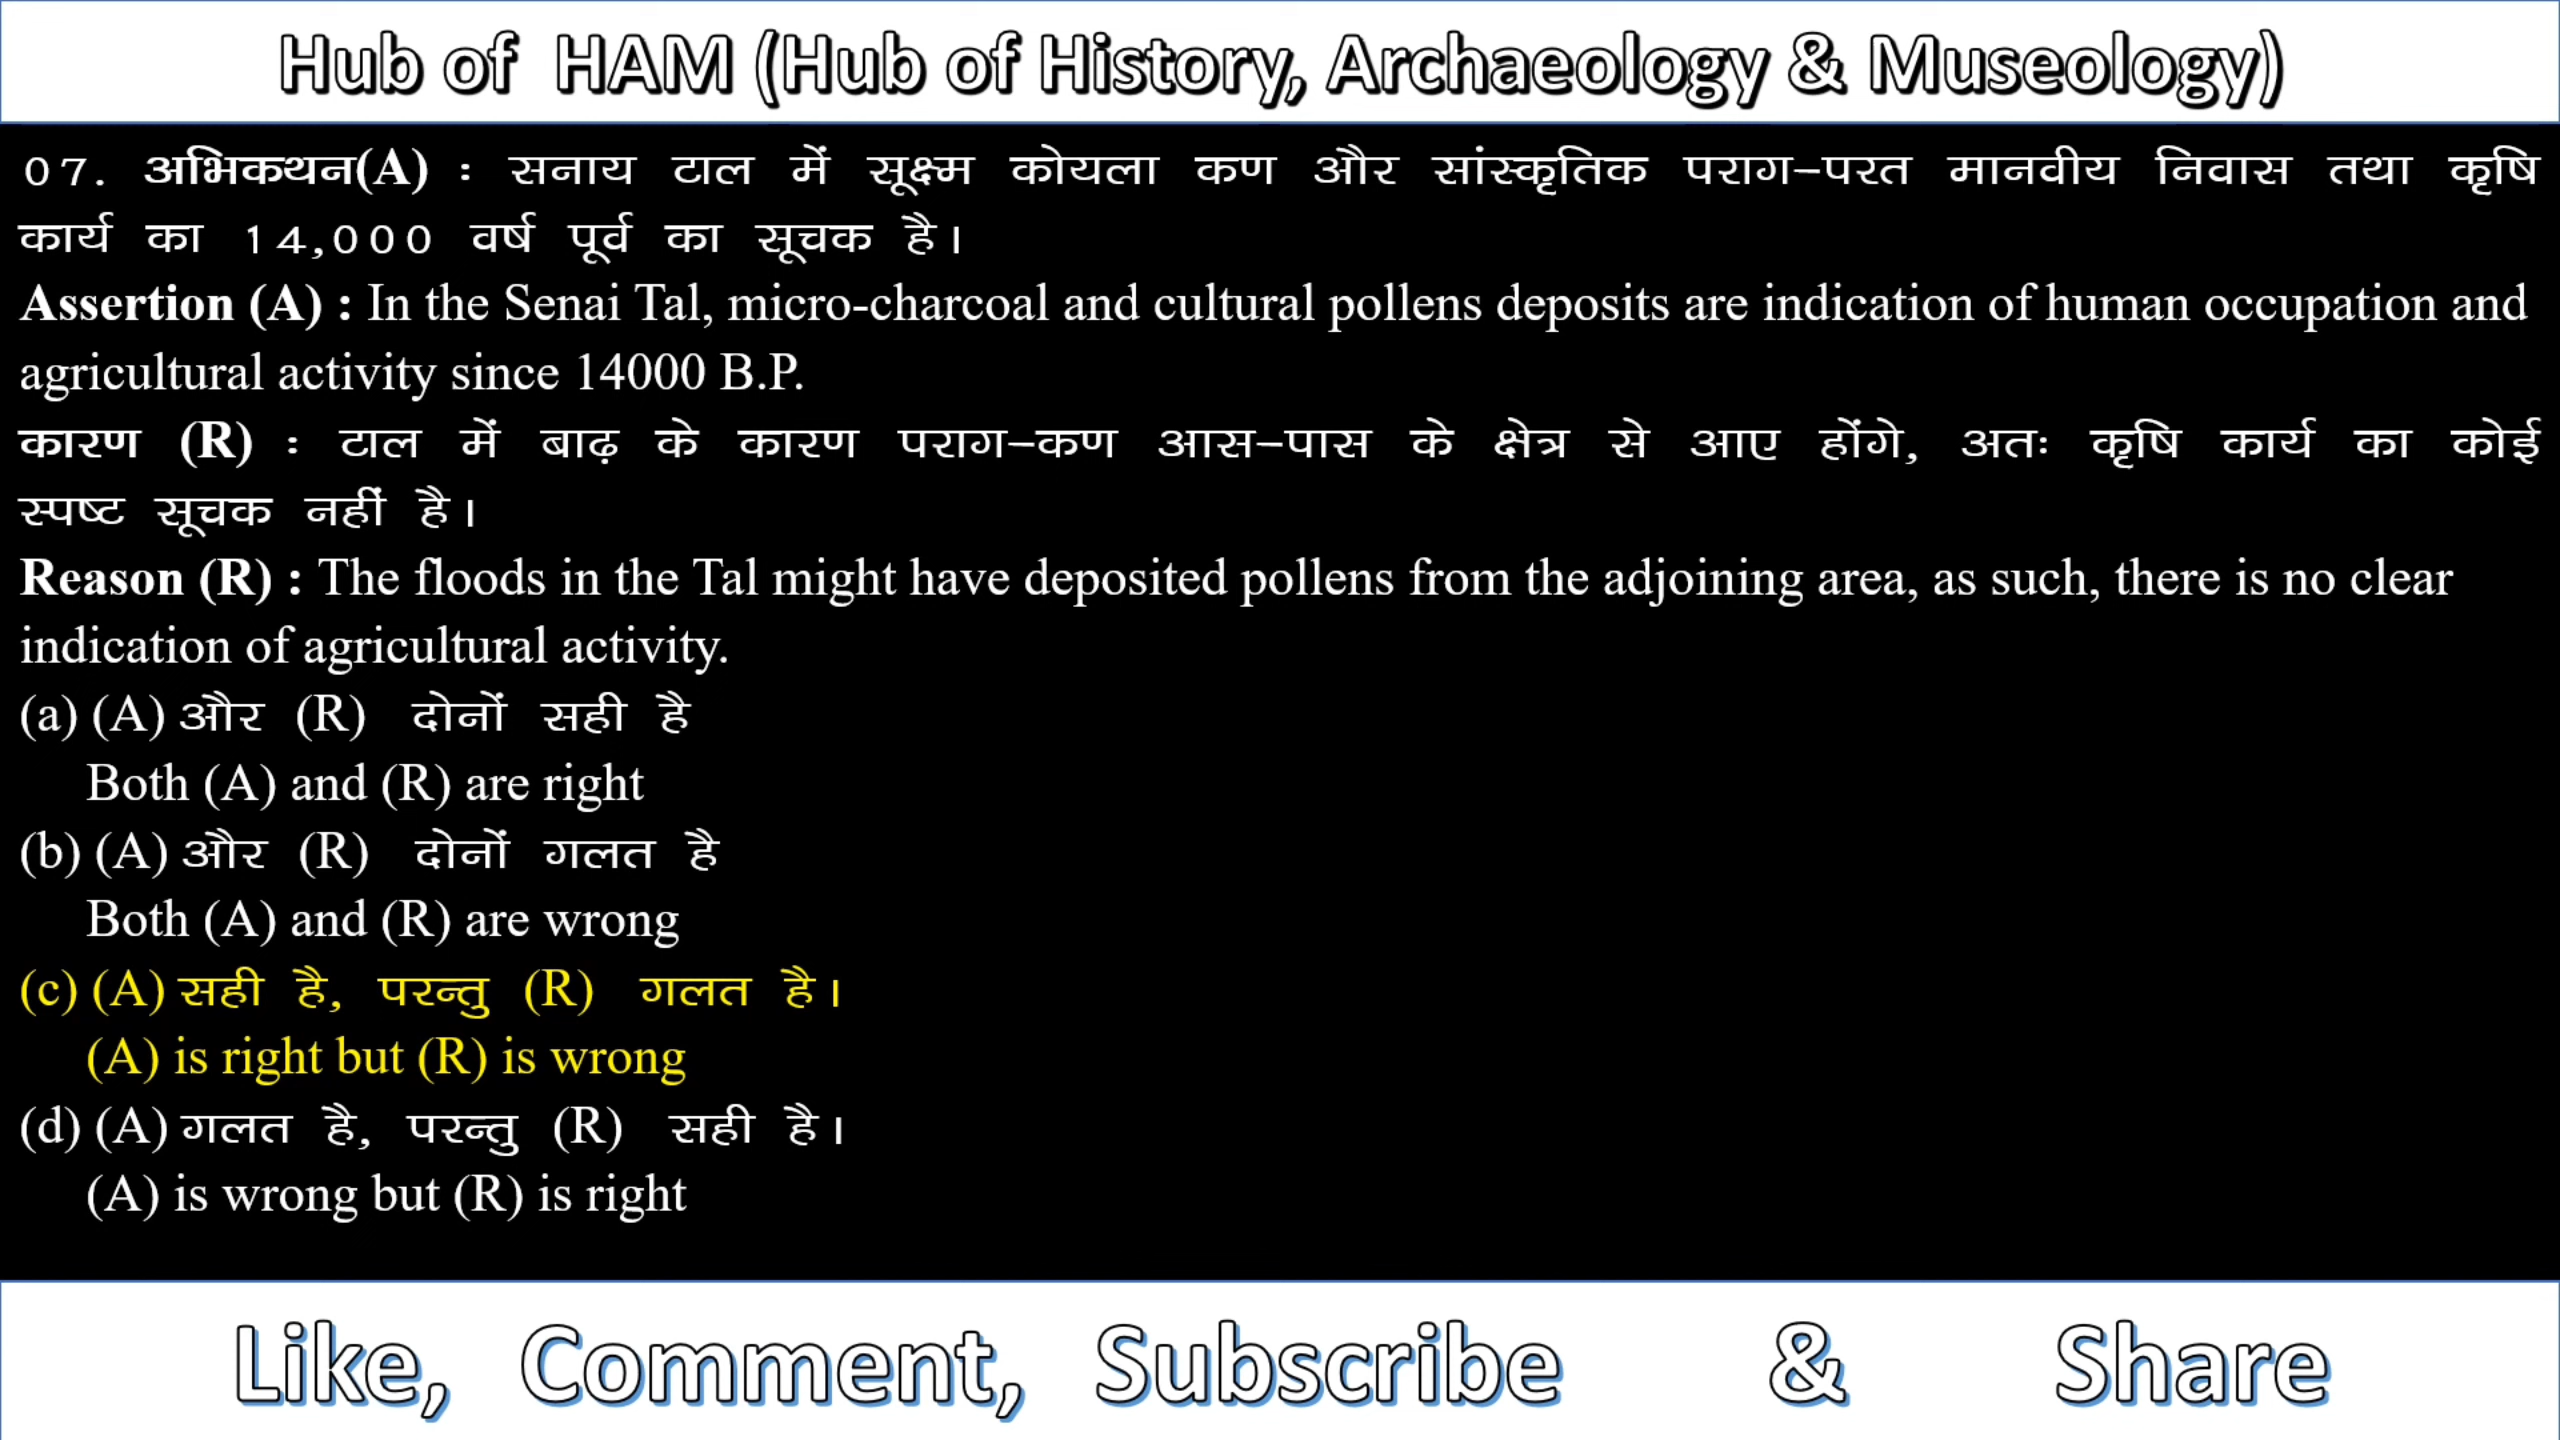 Hub of HAM (Hub of History, Archaeology & Museology)
07. अभिकथन(A) : सनाय टाल में सूक्ष्म कोयला कण और सांस्कृतिक पराग-परत मानवीय निवास तथा कृषि
कार्य का 14,000 वर्ष पूर्व का सूचक है।
Assertion (A) : In the Senai Tal, micro-charcoal and cultural pollens deposits are indication of human occupation and
agricultural activity since 14000 B.P.
कारण (R) : टाल में बाढ़ के कारण पराग-कण आस-पास के क्षेत्र से आए होंगे, अतः कृषि कार्य का कोई
स्पष्ट सूचक नहीं है।
Reason (R) : The floods in the Tal might have deposited pollens from the adjoining area, as such, there is no clear
indication of agricultural activity.
(a) (A) और (R) दोनों सही है
Both (A) and (R) are right
(b) (A) और (R) दोनों गलत है
Both (A) and (R) are wrong
(c) (A) सही है, परन्तु (R) गलत है।
(A) is right but (R) is wrong
(d) (A) गलत है, परन्तु (R) सही है।
(A) is wrong but (R) is right
Like, Comment, Subscribe & Share